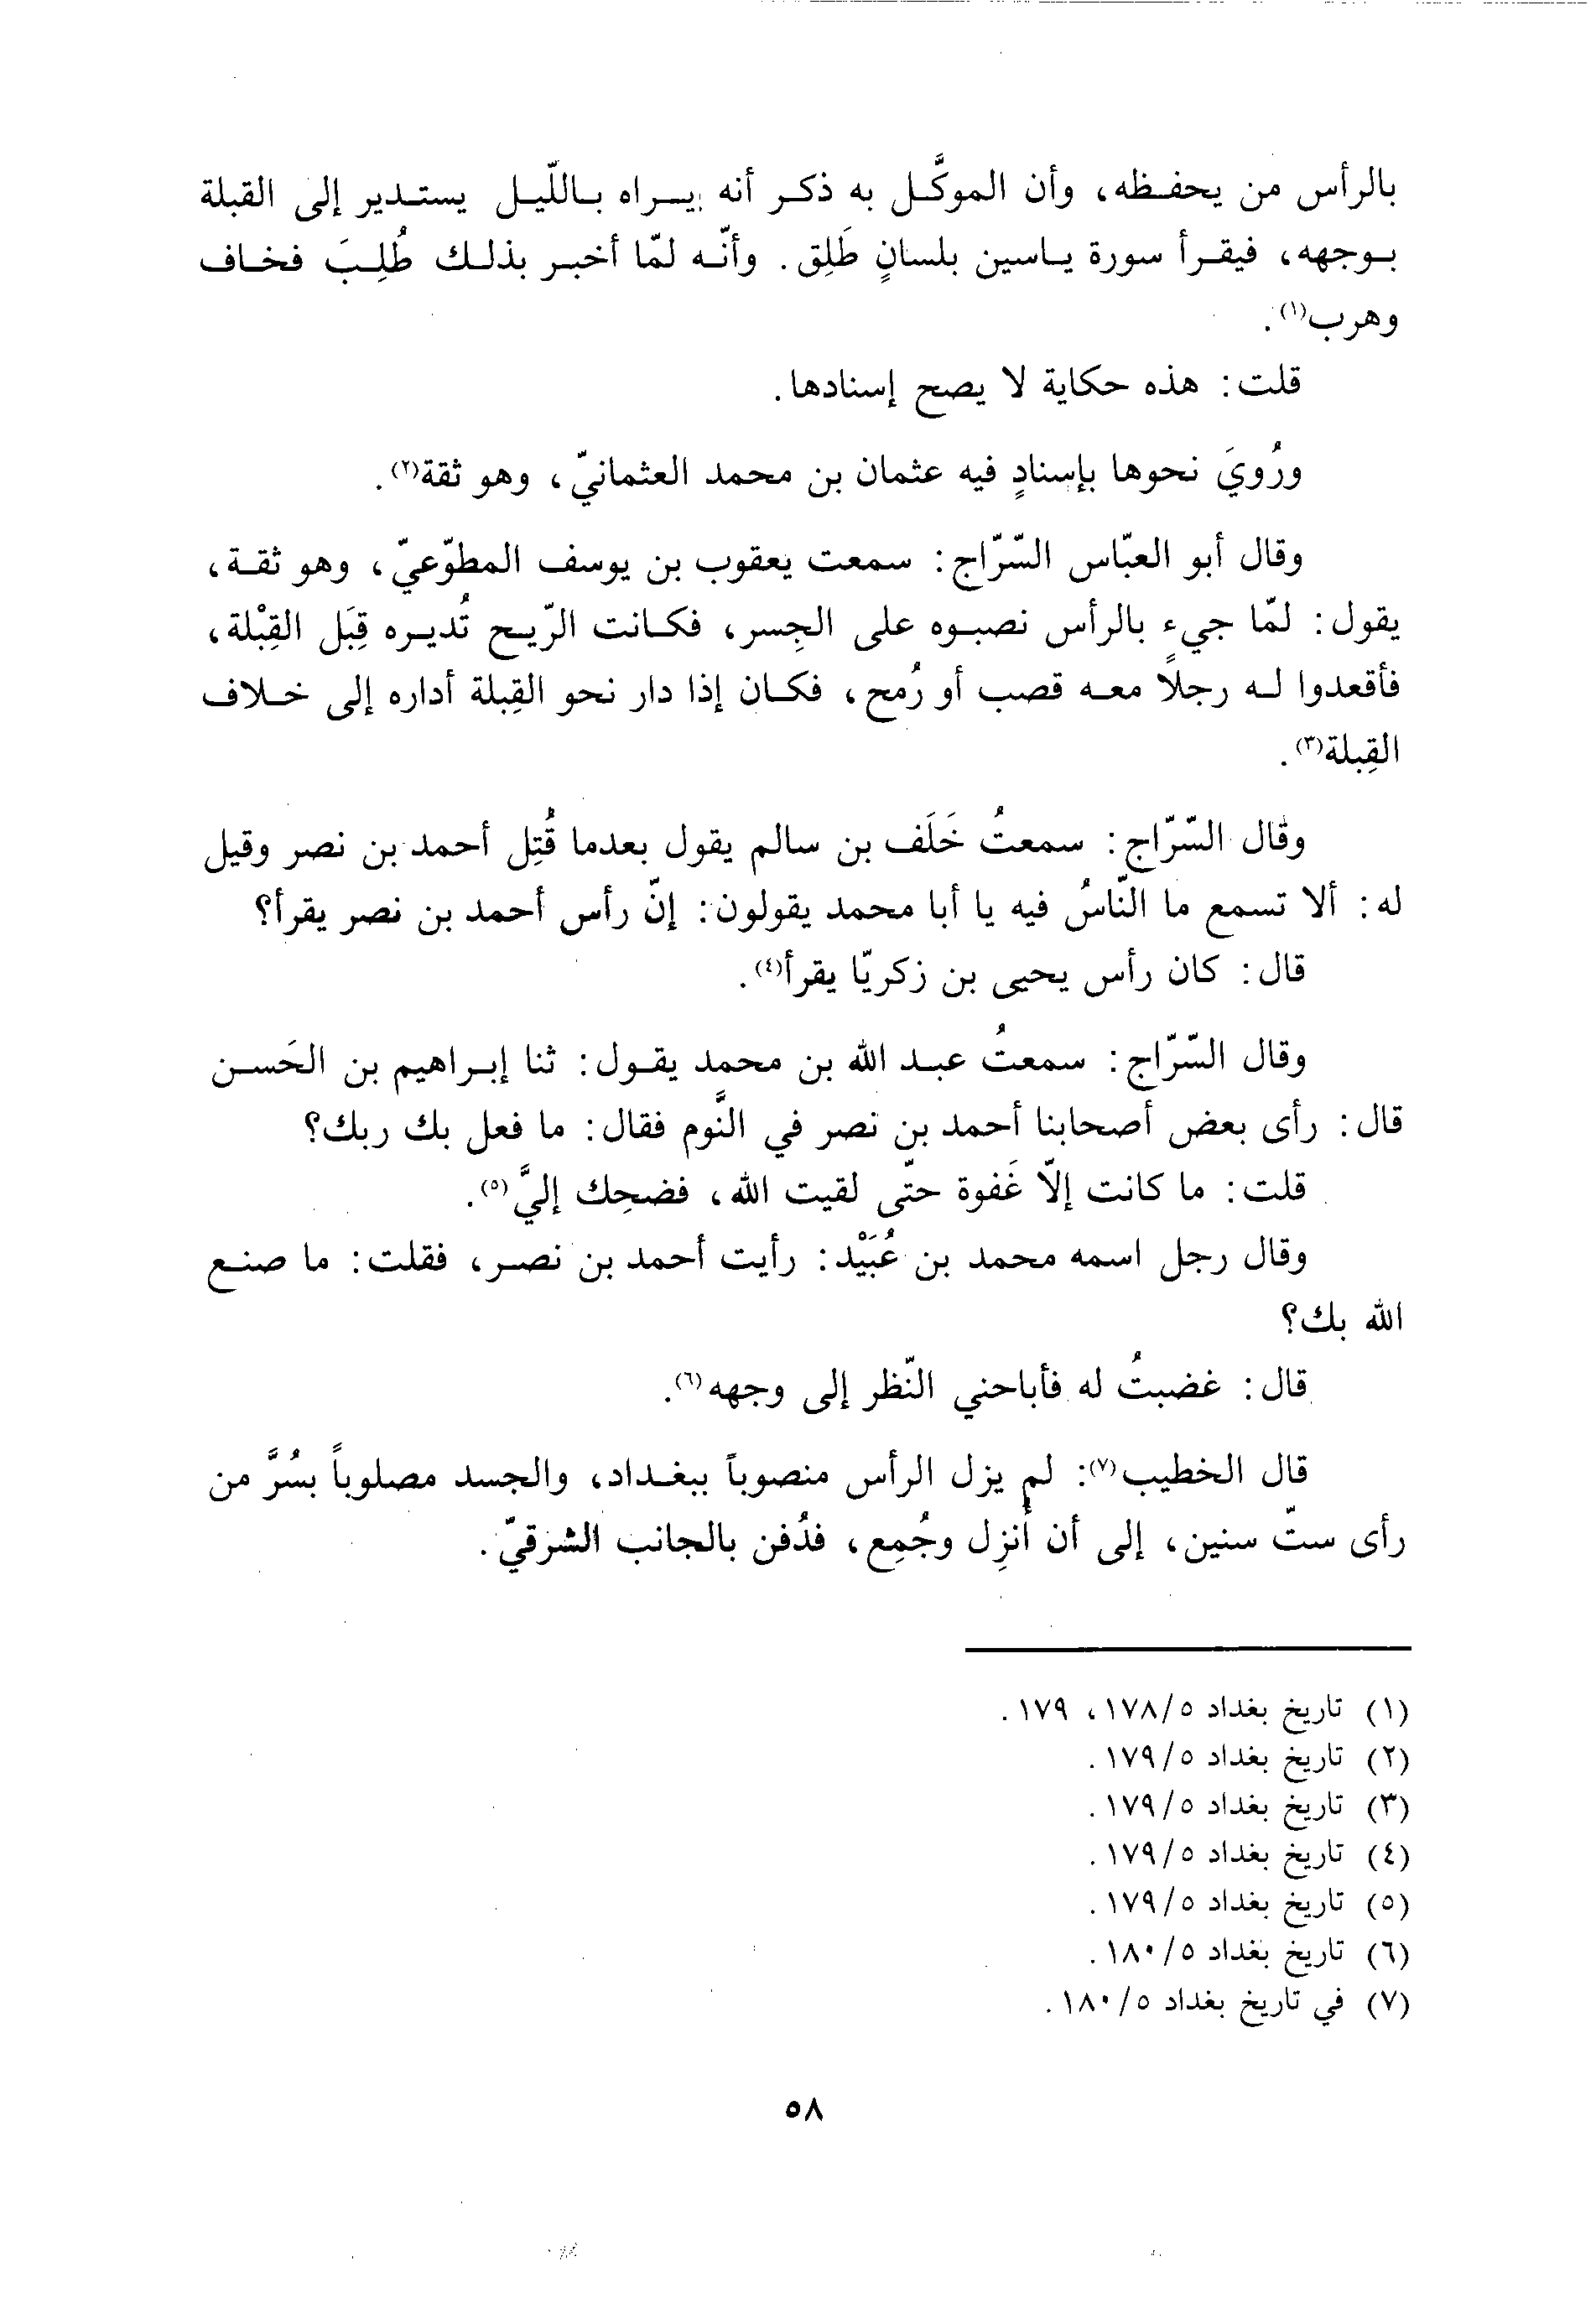 بالرأس من يحفظه، وأن الموكَّل به ذكر أنه يراه باللّيل يستدير إلى القبلة
بوجهه، فيقرأ سورة ياسين بلسانٍ طَلِق. وأنّه لمّا أخبر بذلك طُلِبَ فخاف
وهرب(١).
قلت: هذه حكاية لا يصح إسنادها.
ورُويَ نحوها بإسنادٍ فيه عثمان بن محمد العثمانيّ، وهو ثقة(٢).
وقال أبو العبّاس السّرّاج: سمعت يعقوب بن يوسف المطوّعيّ، وهو ثقة،
يقول: لمّا جيء بالرأس نصبوه على الجِسر، فكانت الرّيح تُديره قِبَل القِبْلة،
فأقعدوا له رجلاً معه قصب أو رُمح، فكان إذا دار نحو القِبلة أداره إلى خلاف
القِبلة(٣).
وقال السّرّاج: سمعتُ خَلَف بن سالم يقول بعدما قُتِل أحمد بن نصر وقيل
له: ألا تسمع ما النّاسُ فيه يا أبا محمد يقولون: إنّ رأس أحمد بن نصر يقرأ؟
قال: كان رأس يحيى بن زكريّا يقرأ(٤).
وقال السّرّاج: سمعتُ عبد الله بن محمد يقول: ثنا إبراهيم بن الحَسن
قال: رأى بعض أصحابنا أحمد بن نصر في النَّوم فقال: ما فعل بك ربك؟
قلت: ما كانت إلّا غَفوة حتّى لقيت الله، فضحِك إليَّ(٥).
وقال رجل اسمه محمد بن عُبَيْد: رأيت أحمد بن نصر، فقلت: ما صنع
الله بك؟
قال: غضبتُ له فأباحني النّظر إلى وجهه(٦).
قال الخطيب(٧): لم يزل الرأس منصوباً ببغداد، والجسد مصلوباً بسُرَّ من
رأى ستّ سنين، إلى أن أُنزِل وجُمِع، فدُفن بالجانب الشرقيّ.
(١) تاريخ بغداد ٥/١٧٨، ١٧٩.
(٢) تاريخ بغداد ٥/١٧٩.
(٣) تاريخ بغداد ٥/١٧٩.
(٤) تاريخ بغداد ٥/١٧٩.
(٥) تاريخ بغداد ٥/١٧٩.
(٦) تاريخ بغداد ٥/١٨٠.
(٧) في تاريخ بغداد ٥/١٨٠.
٥٨